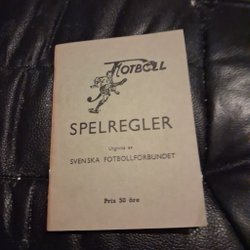 FOTBOLL
SPELREGLER
Utgivna av
SVENSKA FOTBOLLFÖRBUNDET
Pris 50 öre